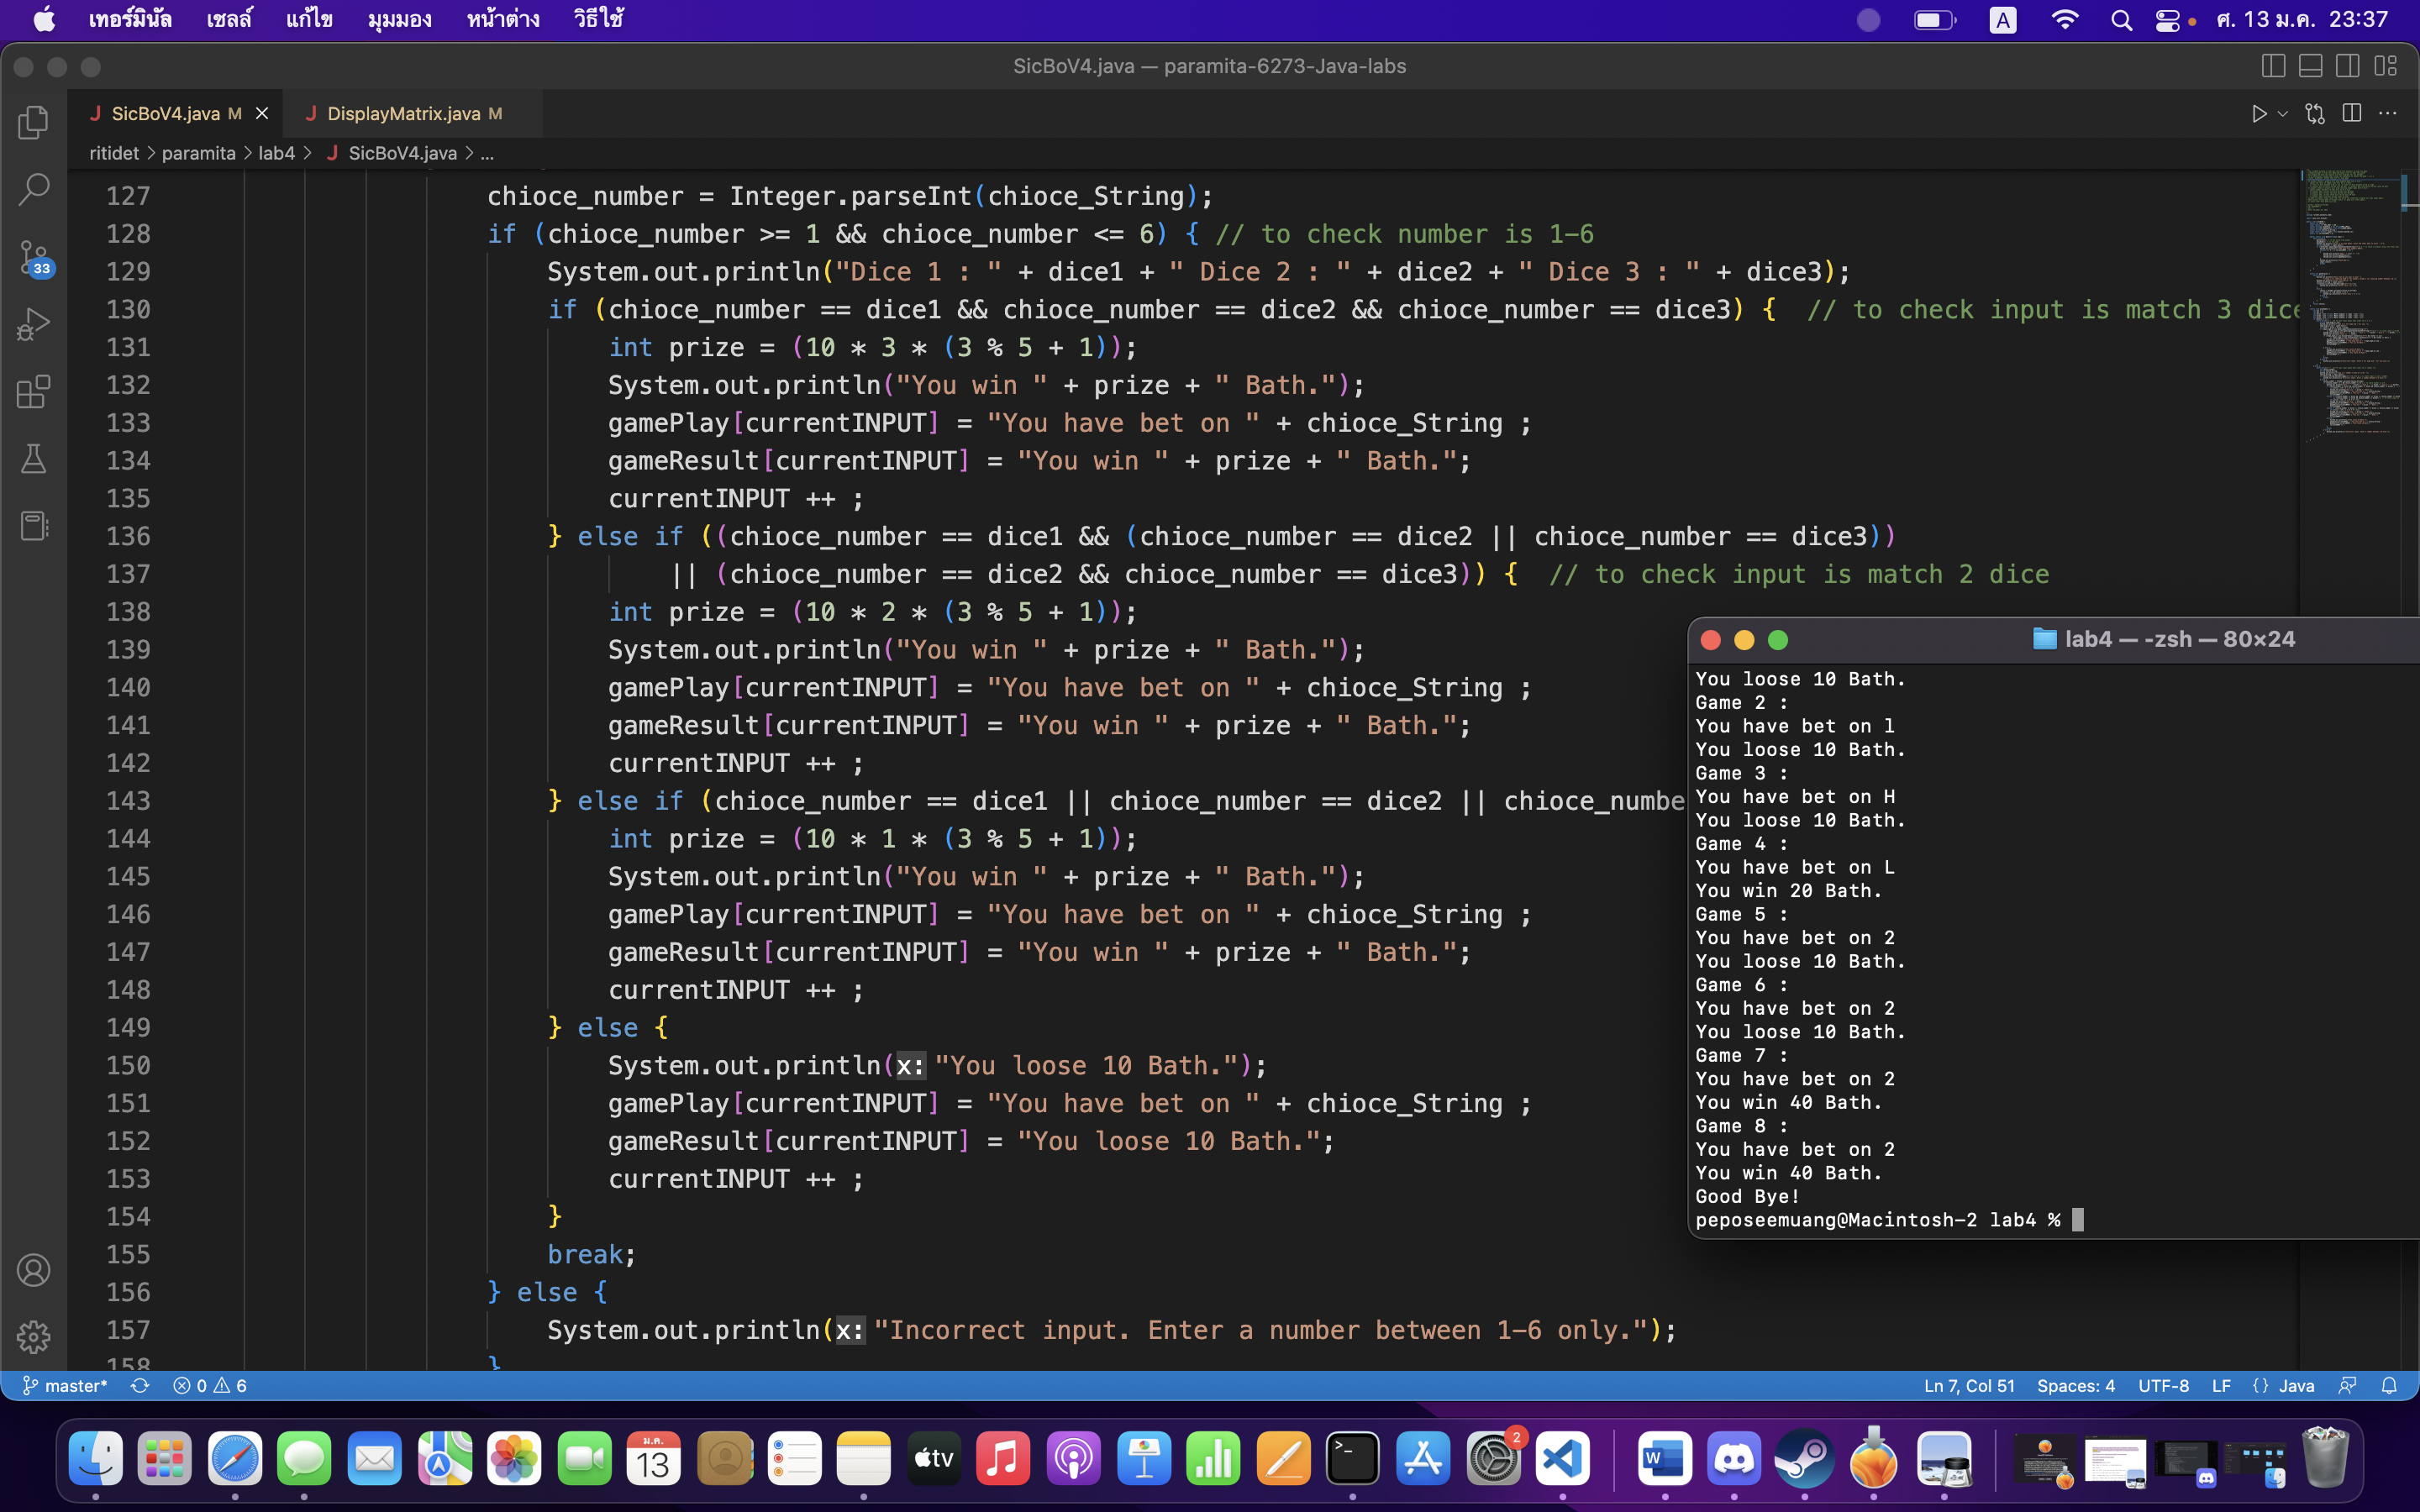 เทอร์มินัล เชลล์ แก้ไข มุมมอง หน้าต่าง วิธีใช้ A ศ. 13 ม.ค. 23:37
SicBoV4.java — paramita-6273-Java-labs
J SicBoV4.java M J DisplayMatrix.java M
ritidet > paramita > lab4 > J SicBoV4.java > ...
127 chioce_number = Integer.parseInt(chioce_String);
128 if (chioce_number >= 1 && chioce_number <= 6) { // to check number is 1-6
129 System.out.println("Dice 1 : " + dice1 + " Dice 2 : " + dice2 + " Dice 3 : " + dice3);
130 if (chioce_number == dice1 && chioce_number == dice2 && chioce_number == dice3) { // to check input is match 3 dice
131 int prize = (10 * 3 * (3 % 5 + 1));
132 System.out.println("You win " + prize + " Bath.");
133 gamePlay[currentINPUT] = "You have bet on " + chioce_String ;
134 gameResult[currentINPUT] = "You win " + prize + " Bath.";
135 currentINPUT ++ ;
136 } else if ((chioce_number == dice1 && (chioce_number == dice2 || chioce_number == dice3))
137 || (chioce_number == dice2 && chioce_number == dice3)) { // to check input is match 2 dice
138 int prize = (10 * 2 * (3 % 5 + 1));
139 System.out.println("You win " + prize + " Bath.");
140 gamePlay[currentINPUT] = "You have bet on " + chioce_String ;
141 gameResult[currentINPUT] = "You win " + prize + " Bath.";
142 currentINPUT ++ ;
143 } else if (chioce_number == dice1 || chioce_number == dice2 || chioce_numbe
144 int prize = (10 * 1 * (3 % 5 + 1));
145 System.out.println("You win " + prize + " Bath.");
146 gamePlay[currentINPUT] = "You have bet on " + chioce_String ;
147 gameResult[currentINPUT] = "You win " + prize + " Bath.";
148 currentINPUT ++ ;
149 } else {
150 System.out.println(x: "You loose 10 Bath.");
151 gamePlay[currentINPUT] = "You have bet on " + chioce_String ;
152 gameResult[currentINPUT] = "You loose 10 Bath.";
153 currentINPUT ++ ;
154 }
155 break;
156 } else {
157 System.out.println(x: "Incorrect input. Enter a number between 1-6 only.");
158 }
33
lab4 — -zsh — 80×24
You loose 10 Bath.
Game 2 :
You have bet on l
You loose 10 Bath.
Game 3 :
You have bet on H
You loose 10 Bath.
Game 4 :
You have bet on L
You win 20 Bath.
Game 5 :
You have bet on 2
You loose 10 Bath.
Game 6 :
You have bet on 2
You loose 10 Bath.
Game 7 :
You have bet on 2
You win 40 Bath.
Game 8 :
You have bet on 2
You win 40 Bath.
Good Bye!
peposeemuang@Macintosh-2 lab4 %
master* 0 6 Ln 7, Col 51 Spaces: 4 UTF-8 LF {} Java
ม.ค.
13
tv
2
W